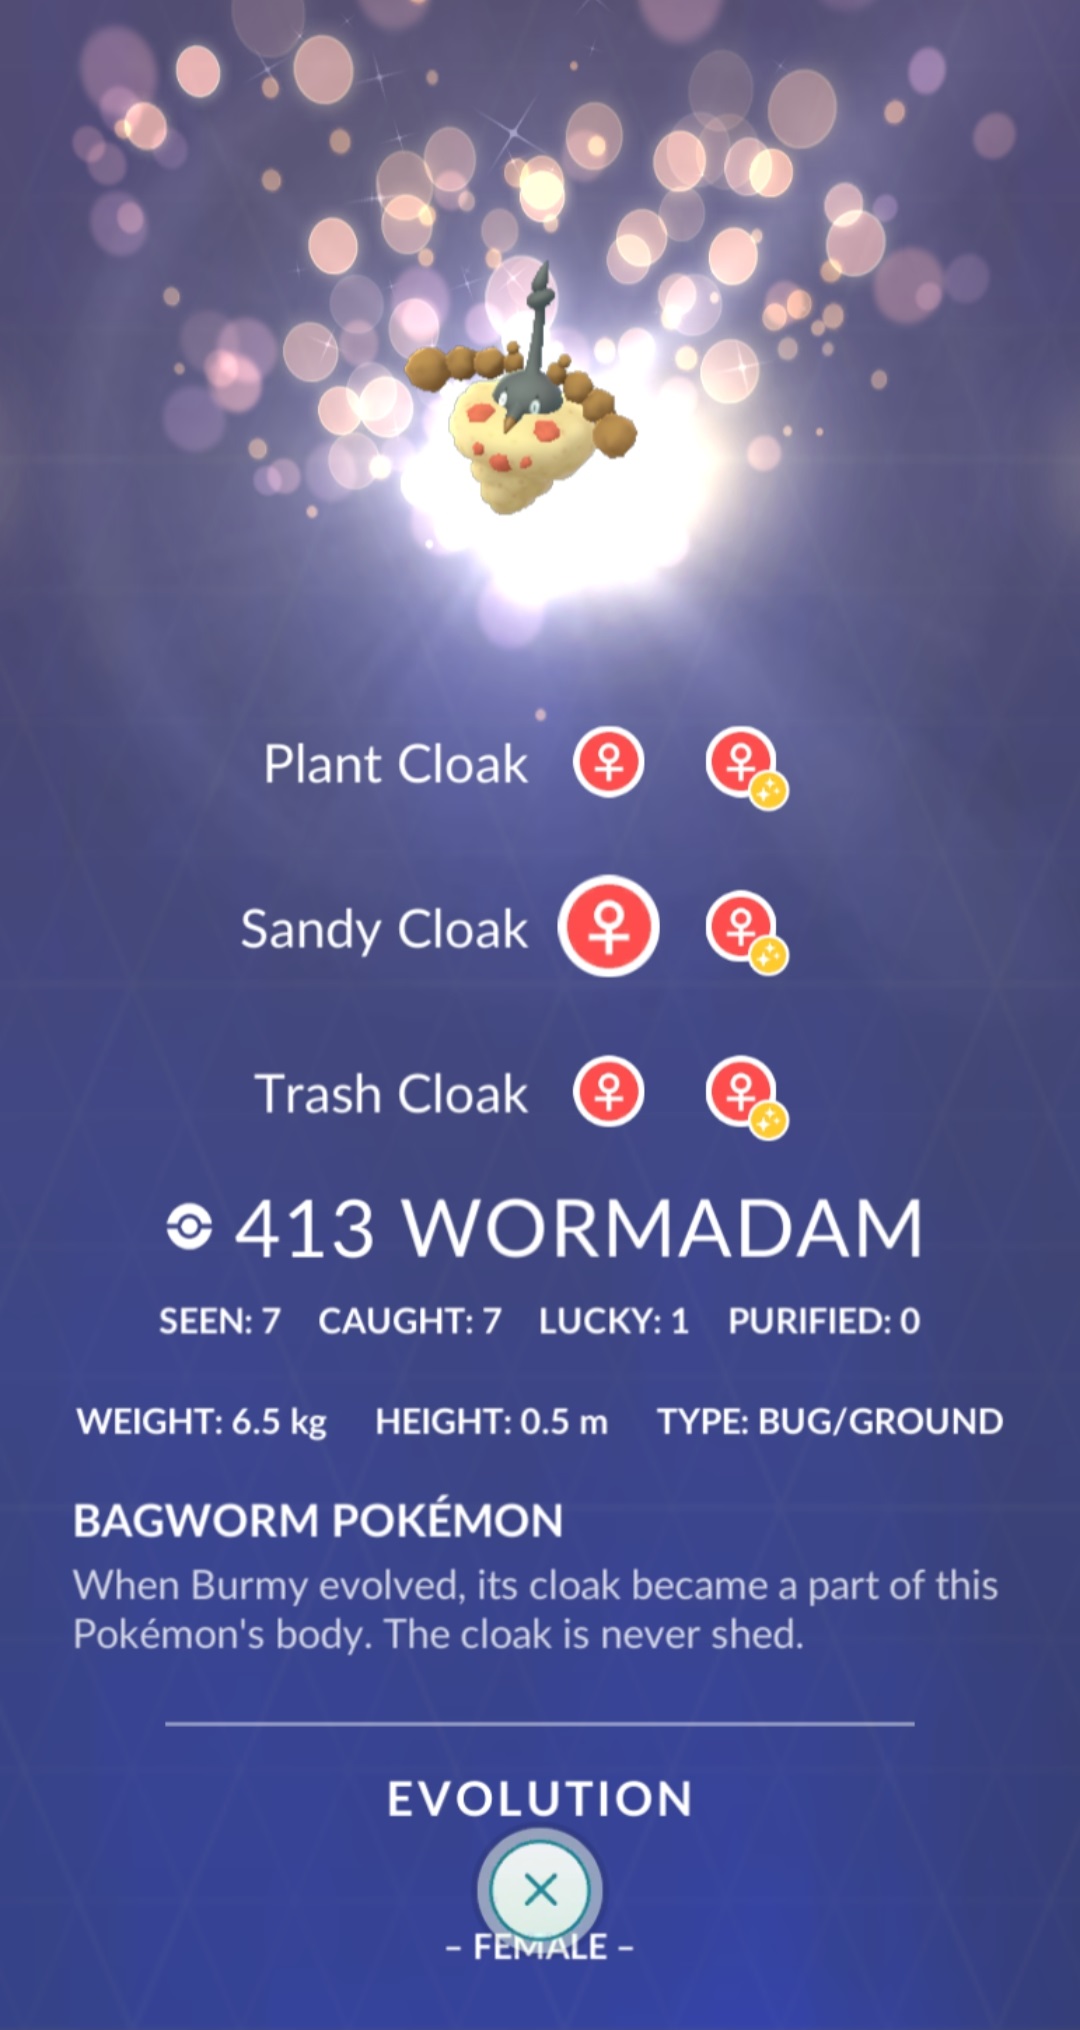 Plant Cloak
Sandy Cloak
Trash Cloak
413 WORMADAM
SEEN: 7 CAUGHT: 7 LUCKY: 1 PURIFIED: 0
WEIGHT: 6.5 kg HEIGHT: 0.5 m TYPE: BUG/GROUND
BAGWORM POKÉMON
When Burmy evolved, its cloak became a part of this
Pokémon's body. The cloak is never shed.
EVOLUTION
– FEMALE –